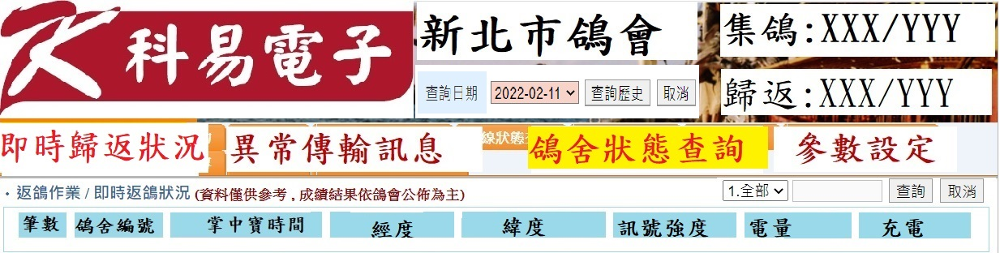 科易電子
新北市鴿會
集鴿:XXX/YYY
查詢日期 2022-02-11 查詢歷史 取消
歸返:XXX/YYY
即時歸返狀況 異常傳輸訊息 線狀態 鴿舍狀態查詢 參數設定
・返鴿作業 / 即時返鴿狀況 (資料僅供參考 , 成績結果依鴿會公佈為主) 1.全部 查詢 取消
筆數 鴿舍編號 掌中寶時間 經度 緯度 訊號強度 電量 充電